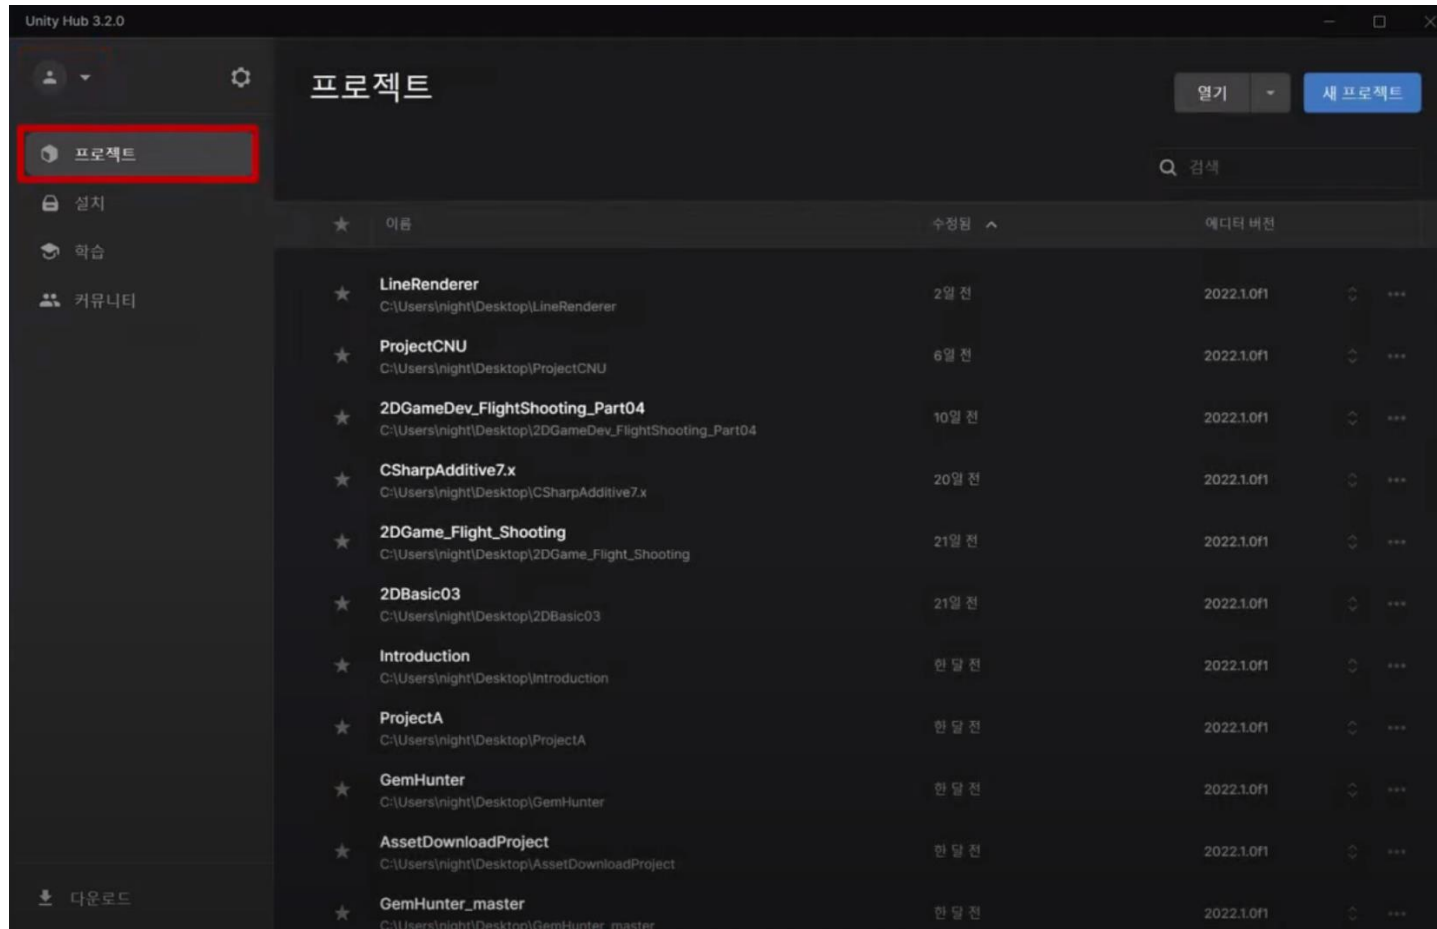 Unity Hub 3.2.0
프로젝트
열기
새 프로젝트
프로젝트
검색
설치
이름 수정됨 에디터 버전
학습
커뮤니티
LineRenderer
C:\Users\night\Desktop\LineRenderer
2일 전 2022.1.0f1
ProjectCNU
C:\Users\night\Desktop\ProjectCNU
6일 전 2022.1.0f1
2DGameDev_FlightShooting_Part04
C:\Users\night\Desktop\2DGameDev_FlightShooting_Part04
10일 전 2022.1.0f1
CSharpAdditive7.x
C:\Users\night\Desktop\CSharpAdditive7.x
20일 전 2022.1.0f1
2DGame_Flight_Shooting
C:\Users\night\Desktop\2DGame_Flight_Shooting
21일 전 2022.1.0f1
2DBasic03
C:\Users\night\Desktop\2DBasic03
21일 전 2022.1.0f1
Introduction
C:\Users\night\Desktop\Introduction
한 달 전 2022.1.0f1
ProjectA
C:\Users\night\Desktop\ProjectA
한 달 전 2022.1.0f1
GemHunter
C:\Users\night\Desktop\GemHunter
한 달 전 2022.1.0f1
AssetDownloadProject
C:\Users\night\Desktop\AssetDownloadProject
한 달 전 2022.1.0f1
다운로드
GemHunter_master
C:\Users\night\Desktop\GemHunter_master
한 달 전 2022.1.0f1